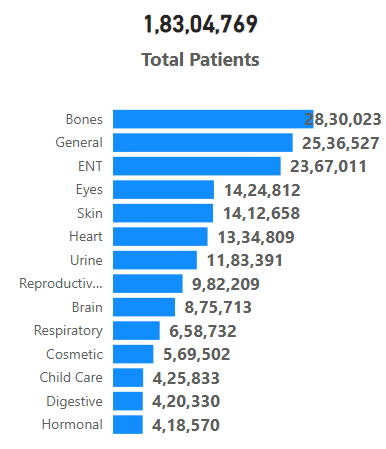 1,83,04,769
Total Patients
Bones 28,30,023
General 25,36,527
ENT 23,67,011
Eyes 14,24,812
Skin 14,12,658
Heart 13,34,809
Urine 11,83,391
Reproductiv... 9,82,209
Brain 8,75,713
Respiratory 6,58,732
Cosmetic 5,69,502
Child Care 4,25,833
Digestive 4,20,330
Hormonal 4,18,570